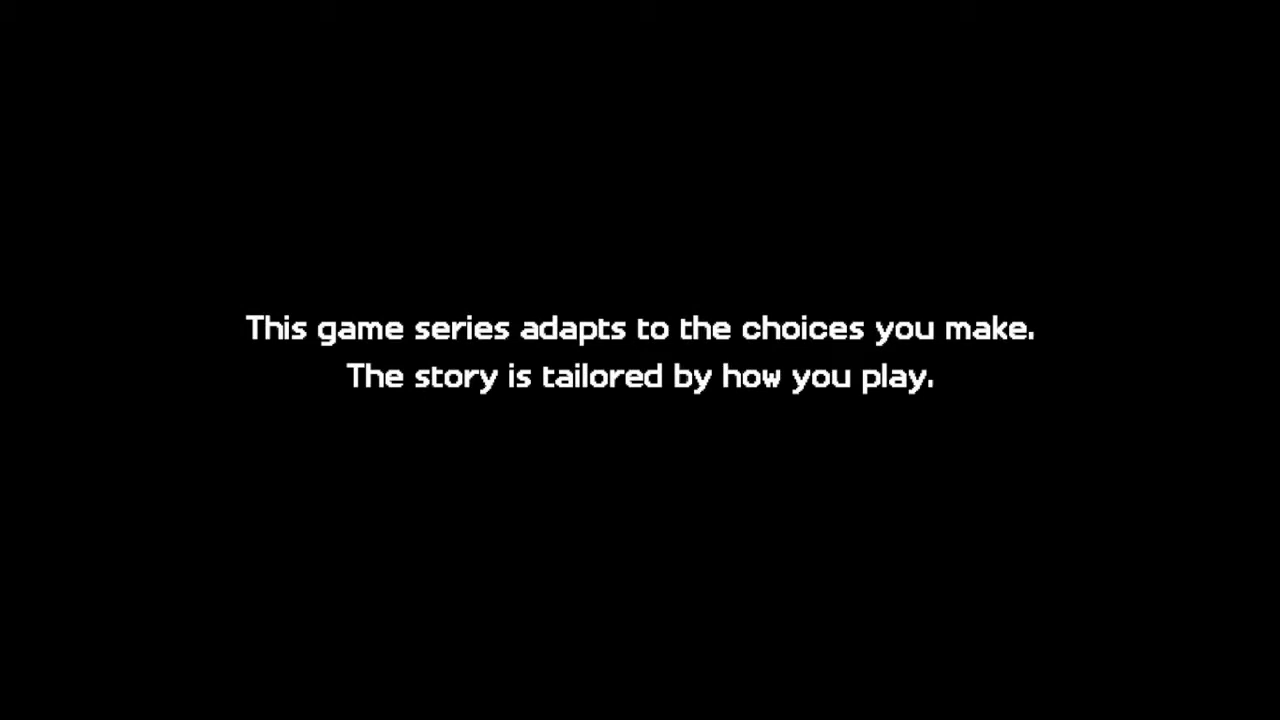 This game series adapts to the choices you make.
The story is tailored by how you play.